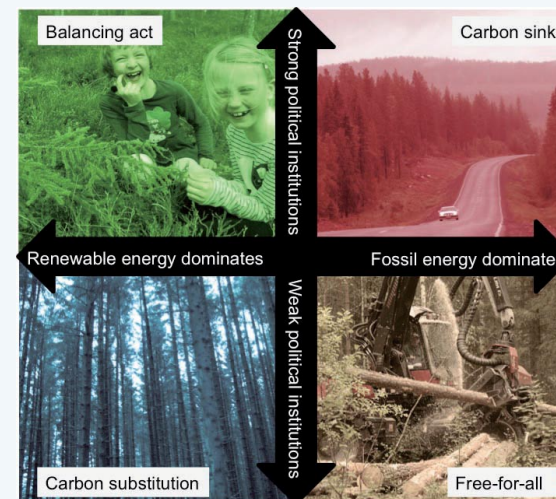 Balancing act
Carbon sink
Strong political institutions
Renewable energy dominates
Fossil energy dominate
Weak political institutions
Carbon substitution
Free-for-all